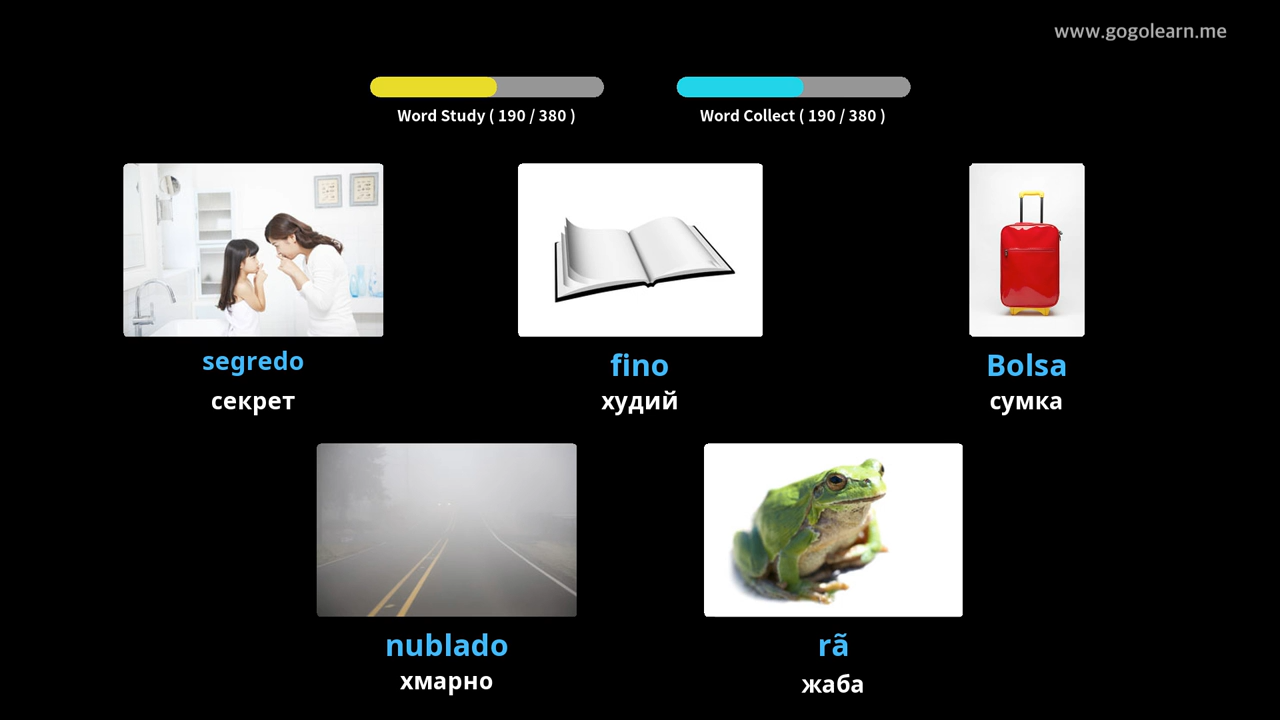 www.gogolearn.me
Word Study ( 190 / 380 )
Word Collect ( 190 / 380 )
segredo
секрет
fino
худий
Bolsa
сумка
nublado
хмарно
rã
жаба